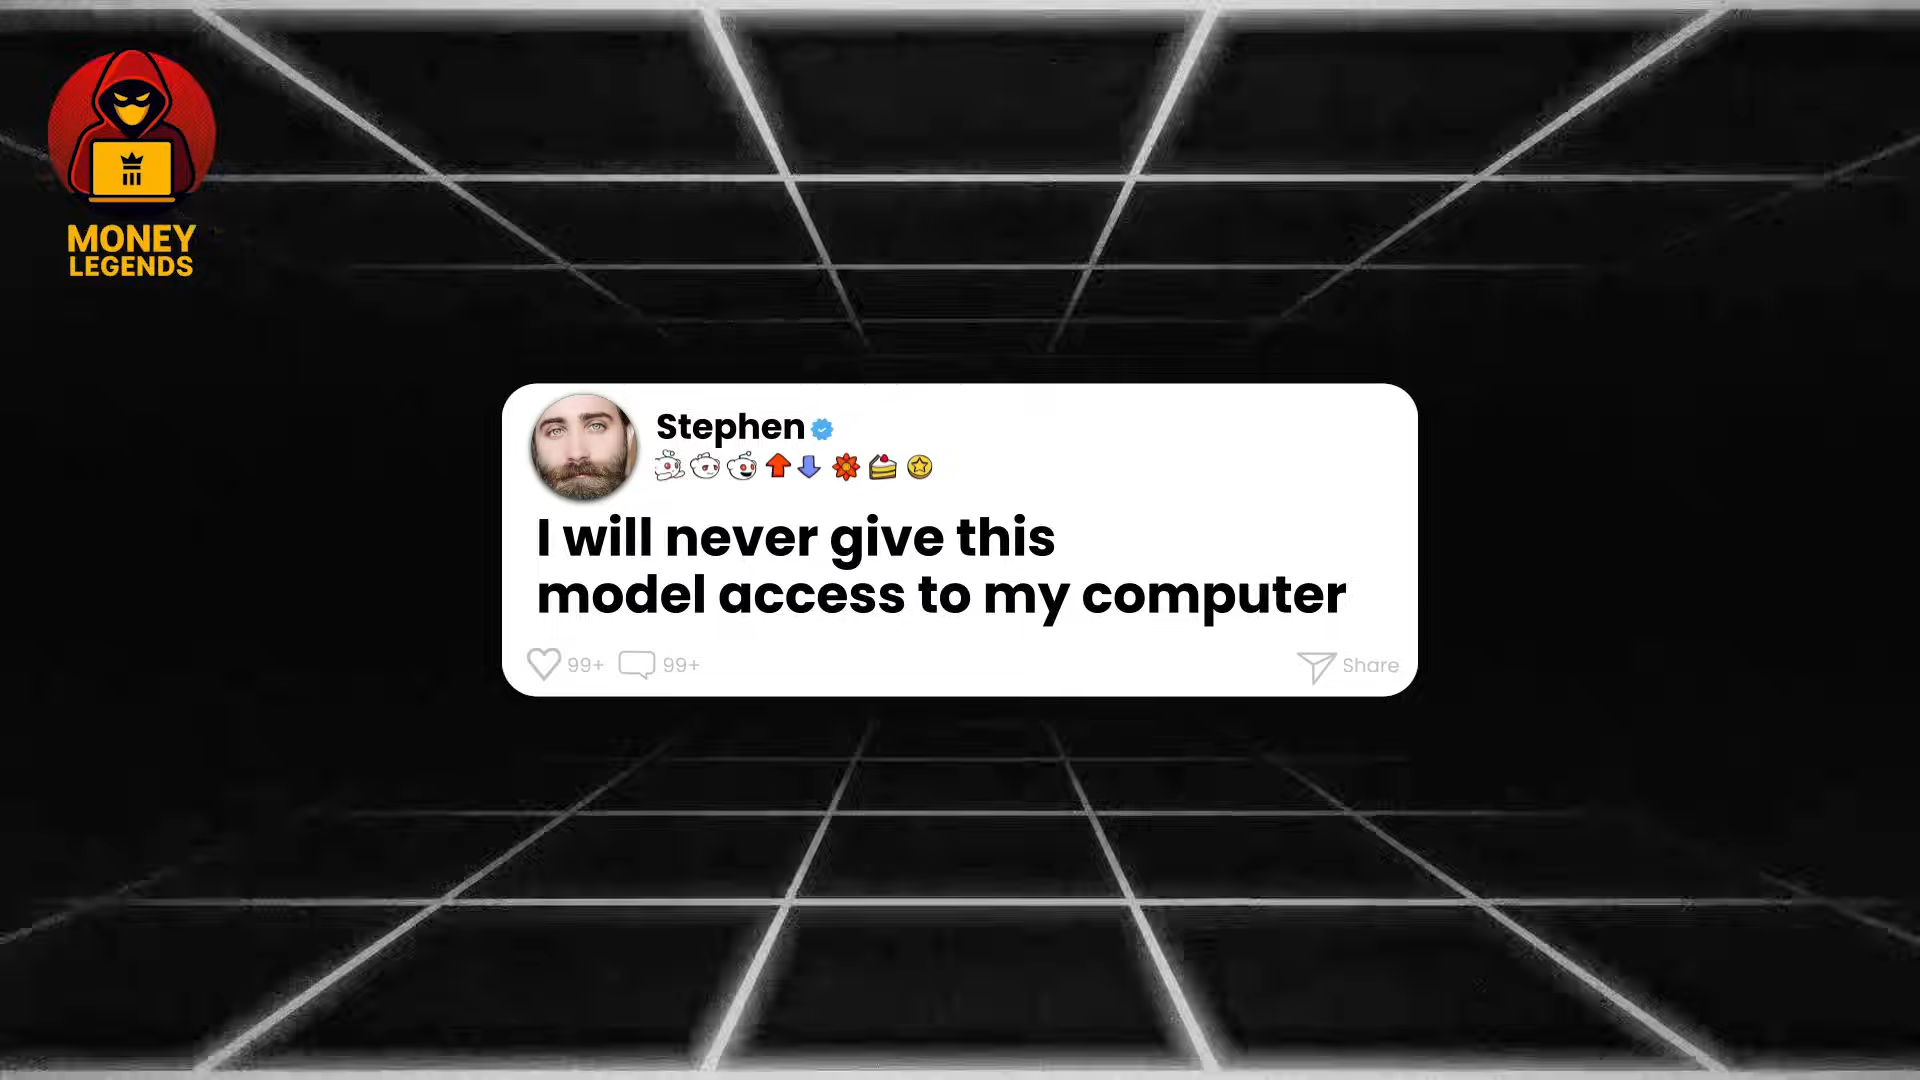 MONEY
LEGENDS
Stephen
I will never give this
model access to my computer
99+ 99+ Share